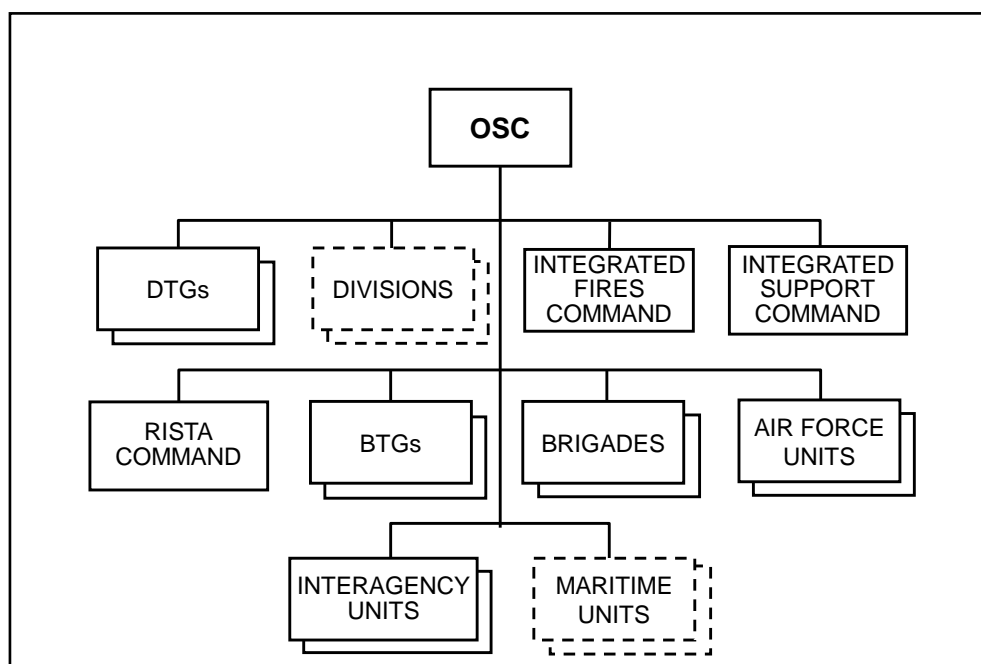 OSC
DTGs
DIVISIONS
INTEGRATED
FIRES
COMMAND
INTEGRATED
SUPPORT
COMMAND
RISTA
COMMAND
BTGs
BRIGADES
AIR FORCE
UNITS
INTERAGENCY
UNITS
MARITIME
UNITS